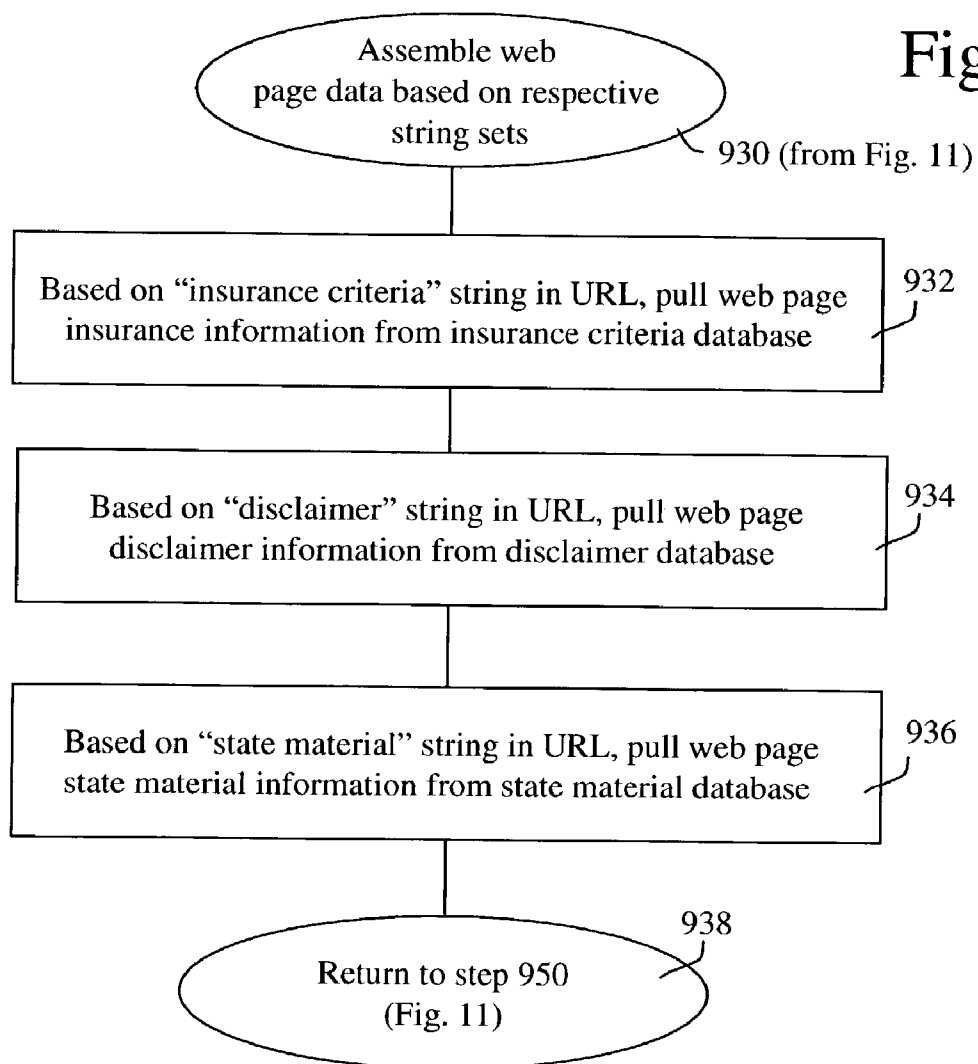 Assemble web
page data based on respective
string sets
Fig
930 (from Fig. 11)
Based on “insurance criteria” string in URL, pull web page
insurance information from insurance criteria database
932
Based on “disclaimer” string in URL, pull web page
disclaimer information from disclaimer database
934
Based on “state material” string in URL, pull web page
state material information from state material database
936
Return to step 950
(Fig. 11)
938